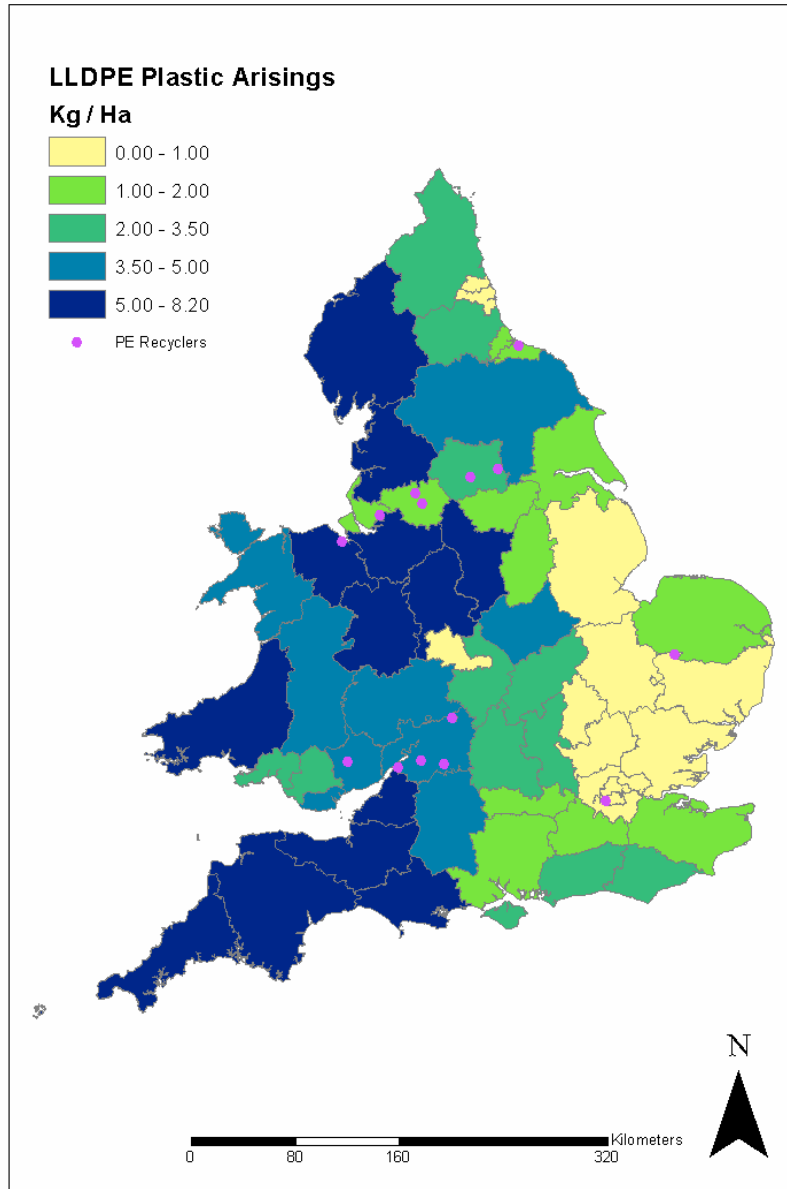 LLDPE Plastic Arisings
Kg / Ha
0.00 - 1.00
1.00 - 2.00
2.00 - 3.50
3.50 - 5.00
5.00 - 8.20
PE Recyclers
N
Kilometers
0 80 160 320